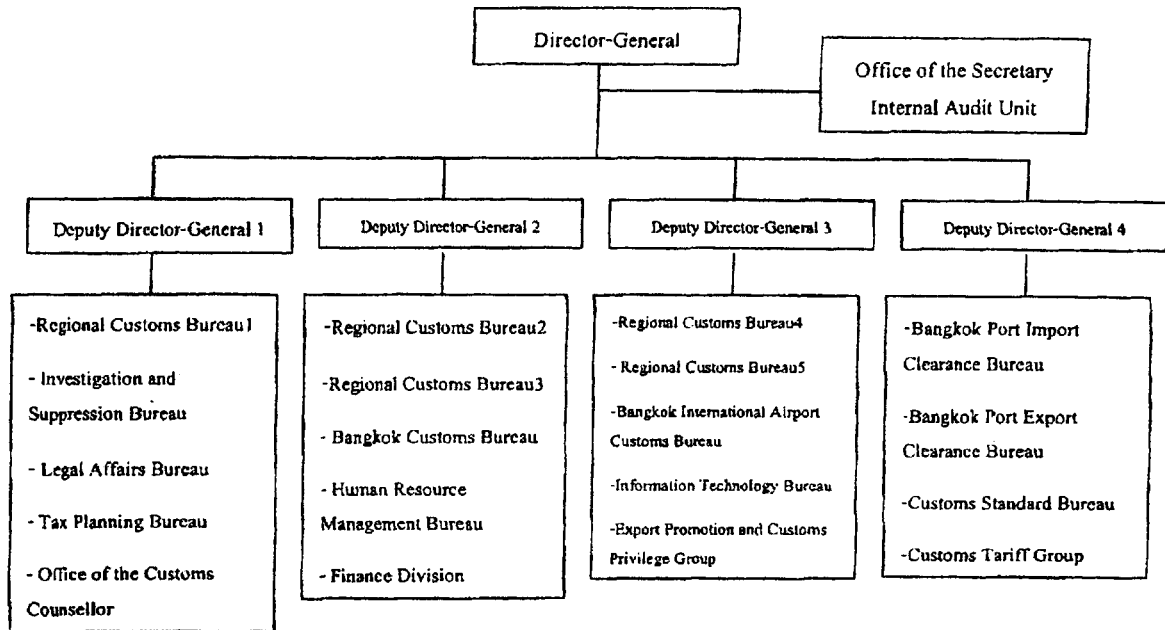 Director-General
Office of the Secretary
Internal Audit Unit
Deputy Director-General 1
Deputy Director-General 2
Deputy Director-General 3
Deputy Director-General 4
-Regional Customs Bureau1
- Investigation and
Suppression Bureau
- Legal Affairs Bureau
- Tax Planning Bureau
- Office of the Customs
Counsellor
-Regional Customs Bureau2
-Regional Customs Bureau3
- Bangkok Customs Bureau
- Human Resource
Management Bureau
- Finance Division
-Regional Customs Bureau4
- Regional Customs Bureau5
-Bangkok International Airport
Customs Bureau
-Information Technology Bureau
-Export Promotion and Customs
Privilege Group
-Bangkok Port Import
Clearance Bureau
-Bangkok Port Export
Clearance Bureau
-Customs Standard Bureau
-Customs Tariff Group